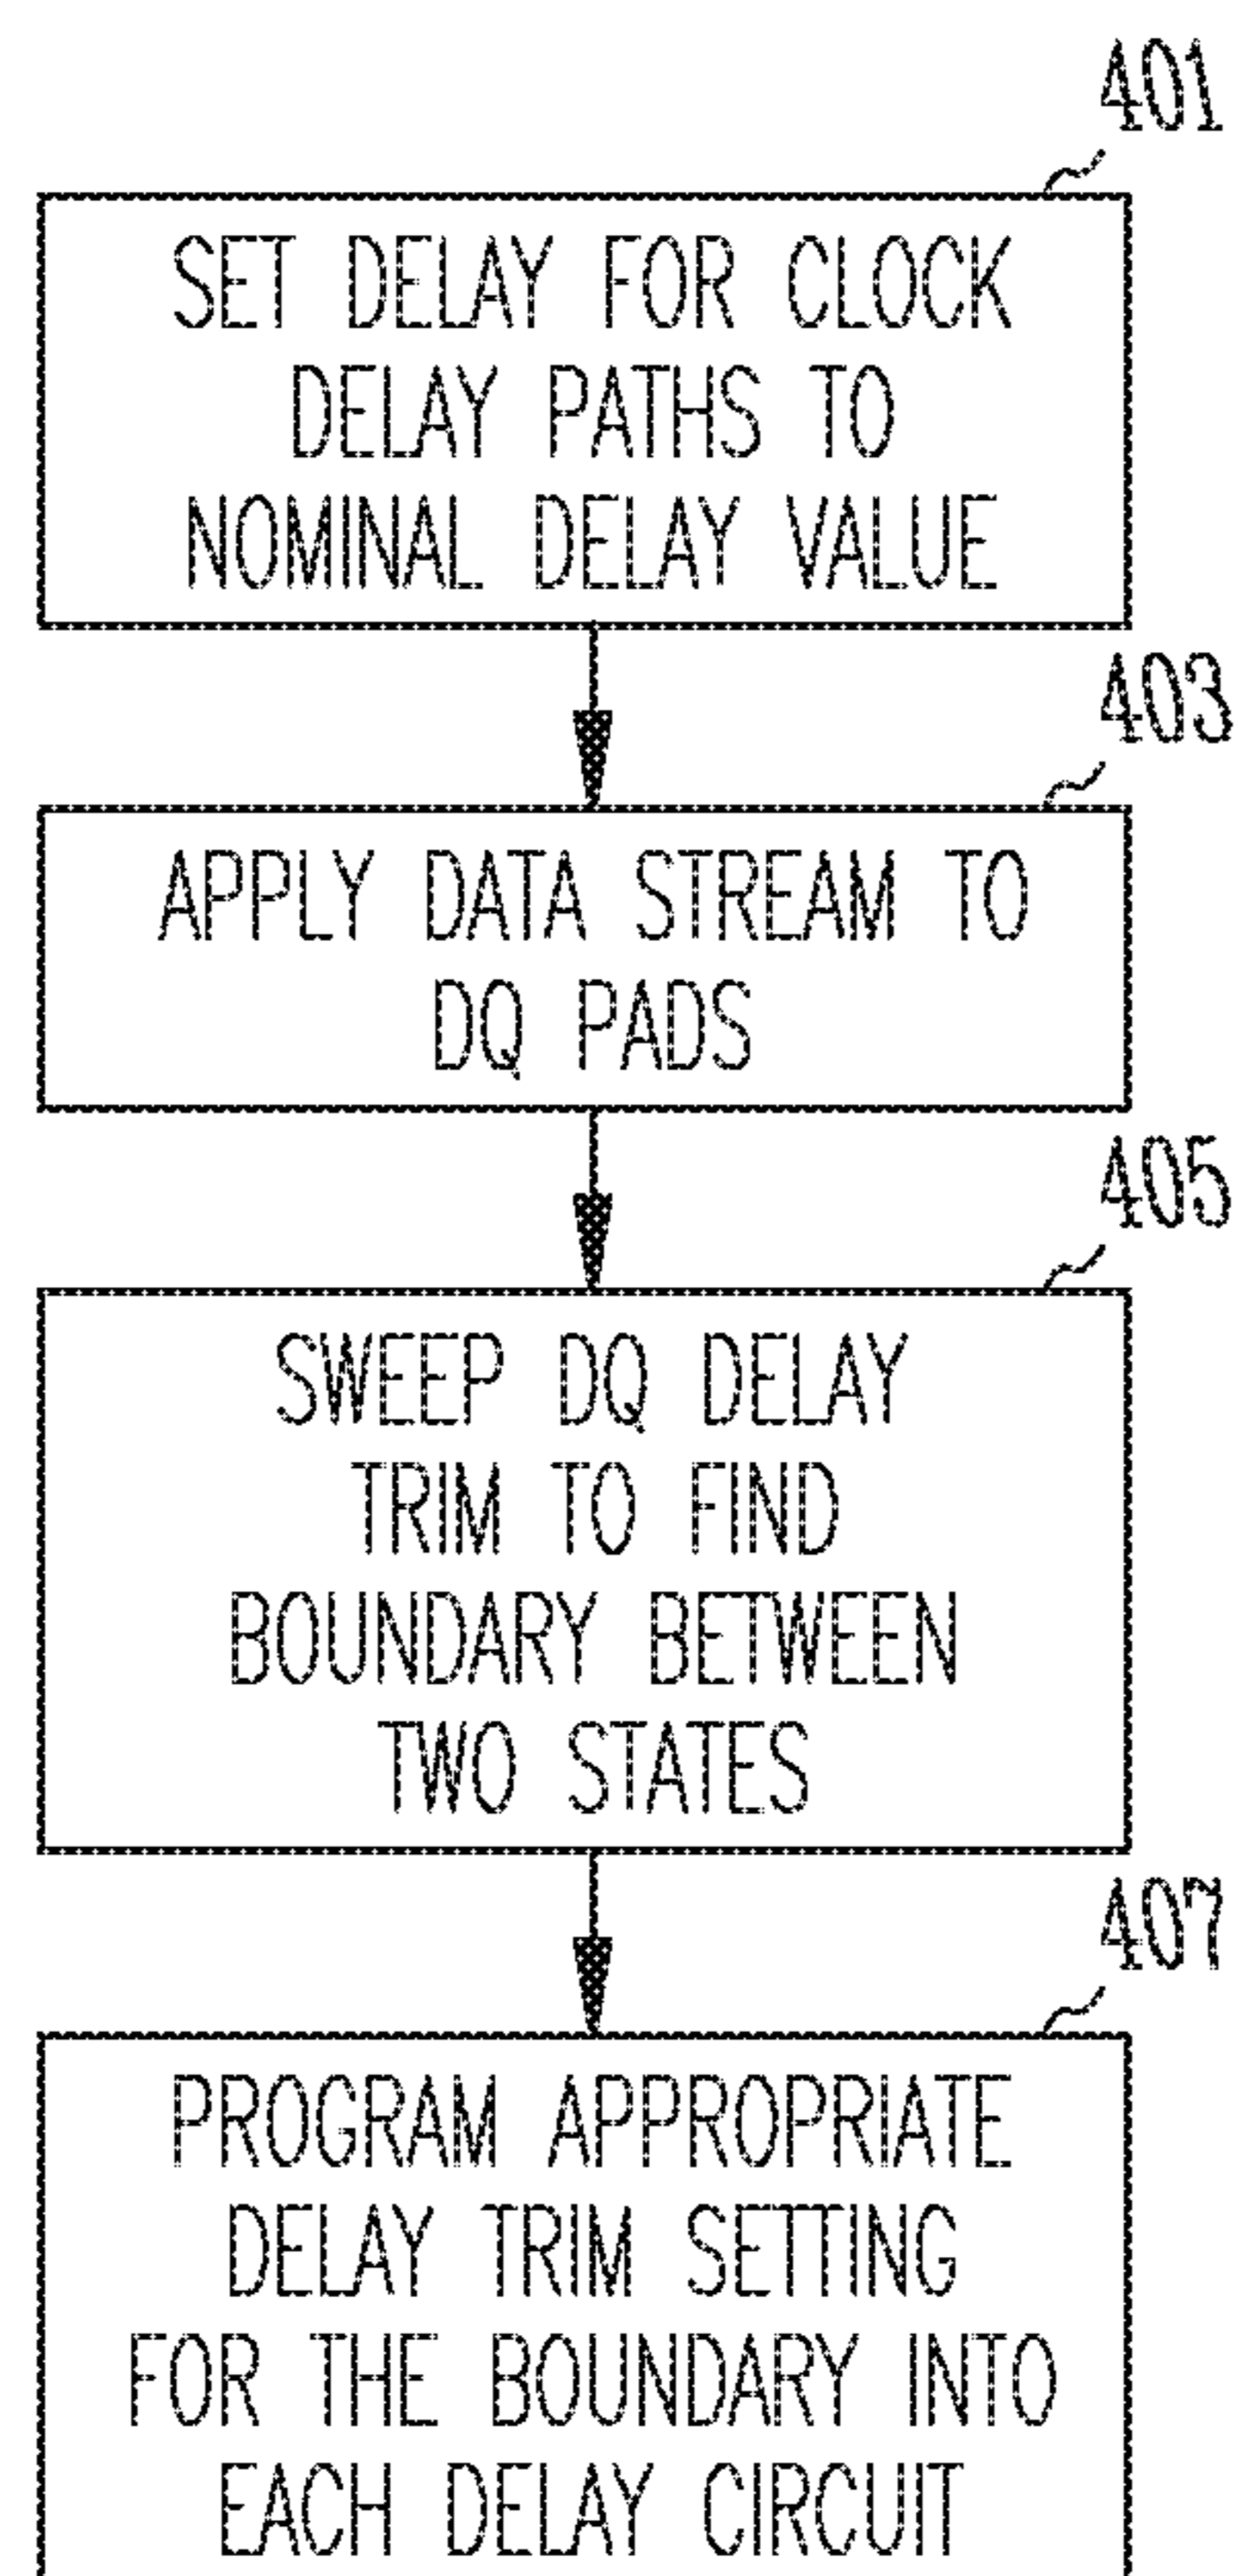 401
SET DELAY FOR CLOCK
DELAY PATHS TO
NOMINAL DELAY VALUE
403
APPLY DATA STREAM TO
DQ PADS
405
SWEEP DQ DELAY
TRIM TO FIND
BOUNDARY BETWEEN
TWO STATES
407
PROGRAM APPROPRIATE
DELAY TRIM SETTING
FOR THE BOUNDARY INTO
EACH DELAY CIRCUIT